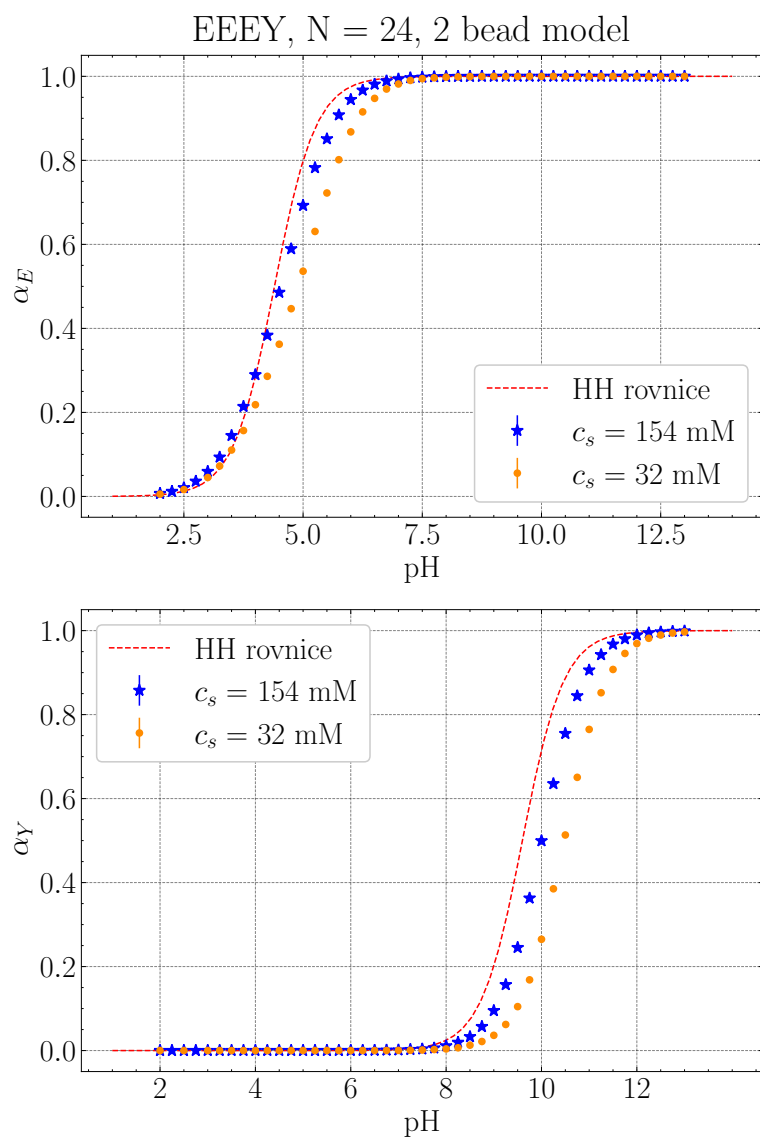 EEEY, N = 24, 2 bead model
1.0
0.8
0.6
0.4
0.2
0.0
α_E
HH rovnice
c_s = 154 mM
c_s = 32 mM
2.5 5.0 7.5 10.0 12.5
pH
1.0
0.8
0.6
0.4
0.2
0.0
α_Y
HH rovnice
c_s = 154 mM
c_s = 32 mM
2 4 6 8 10 12
pH